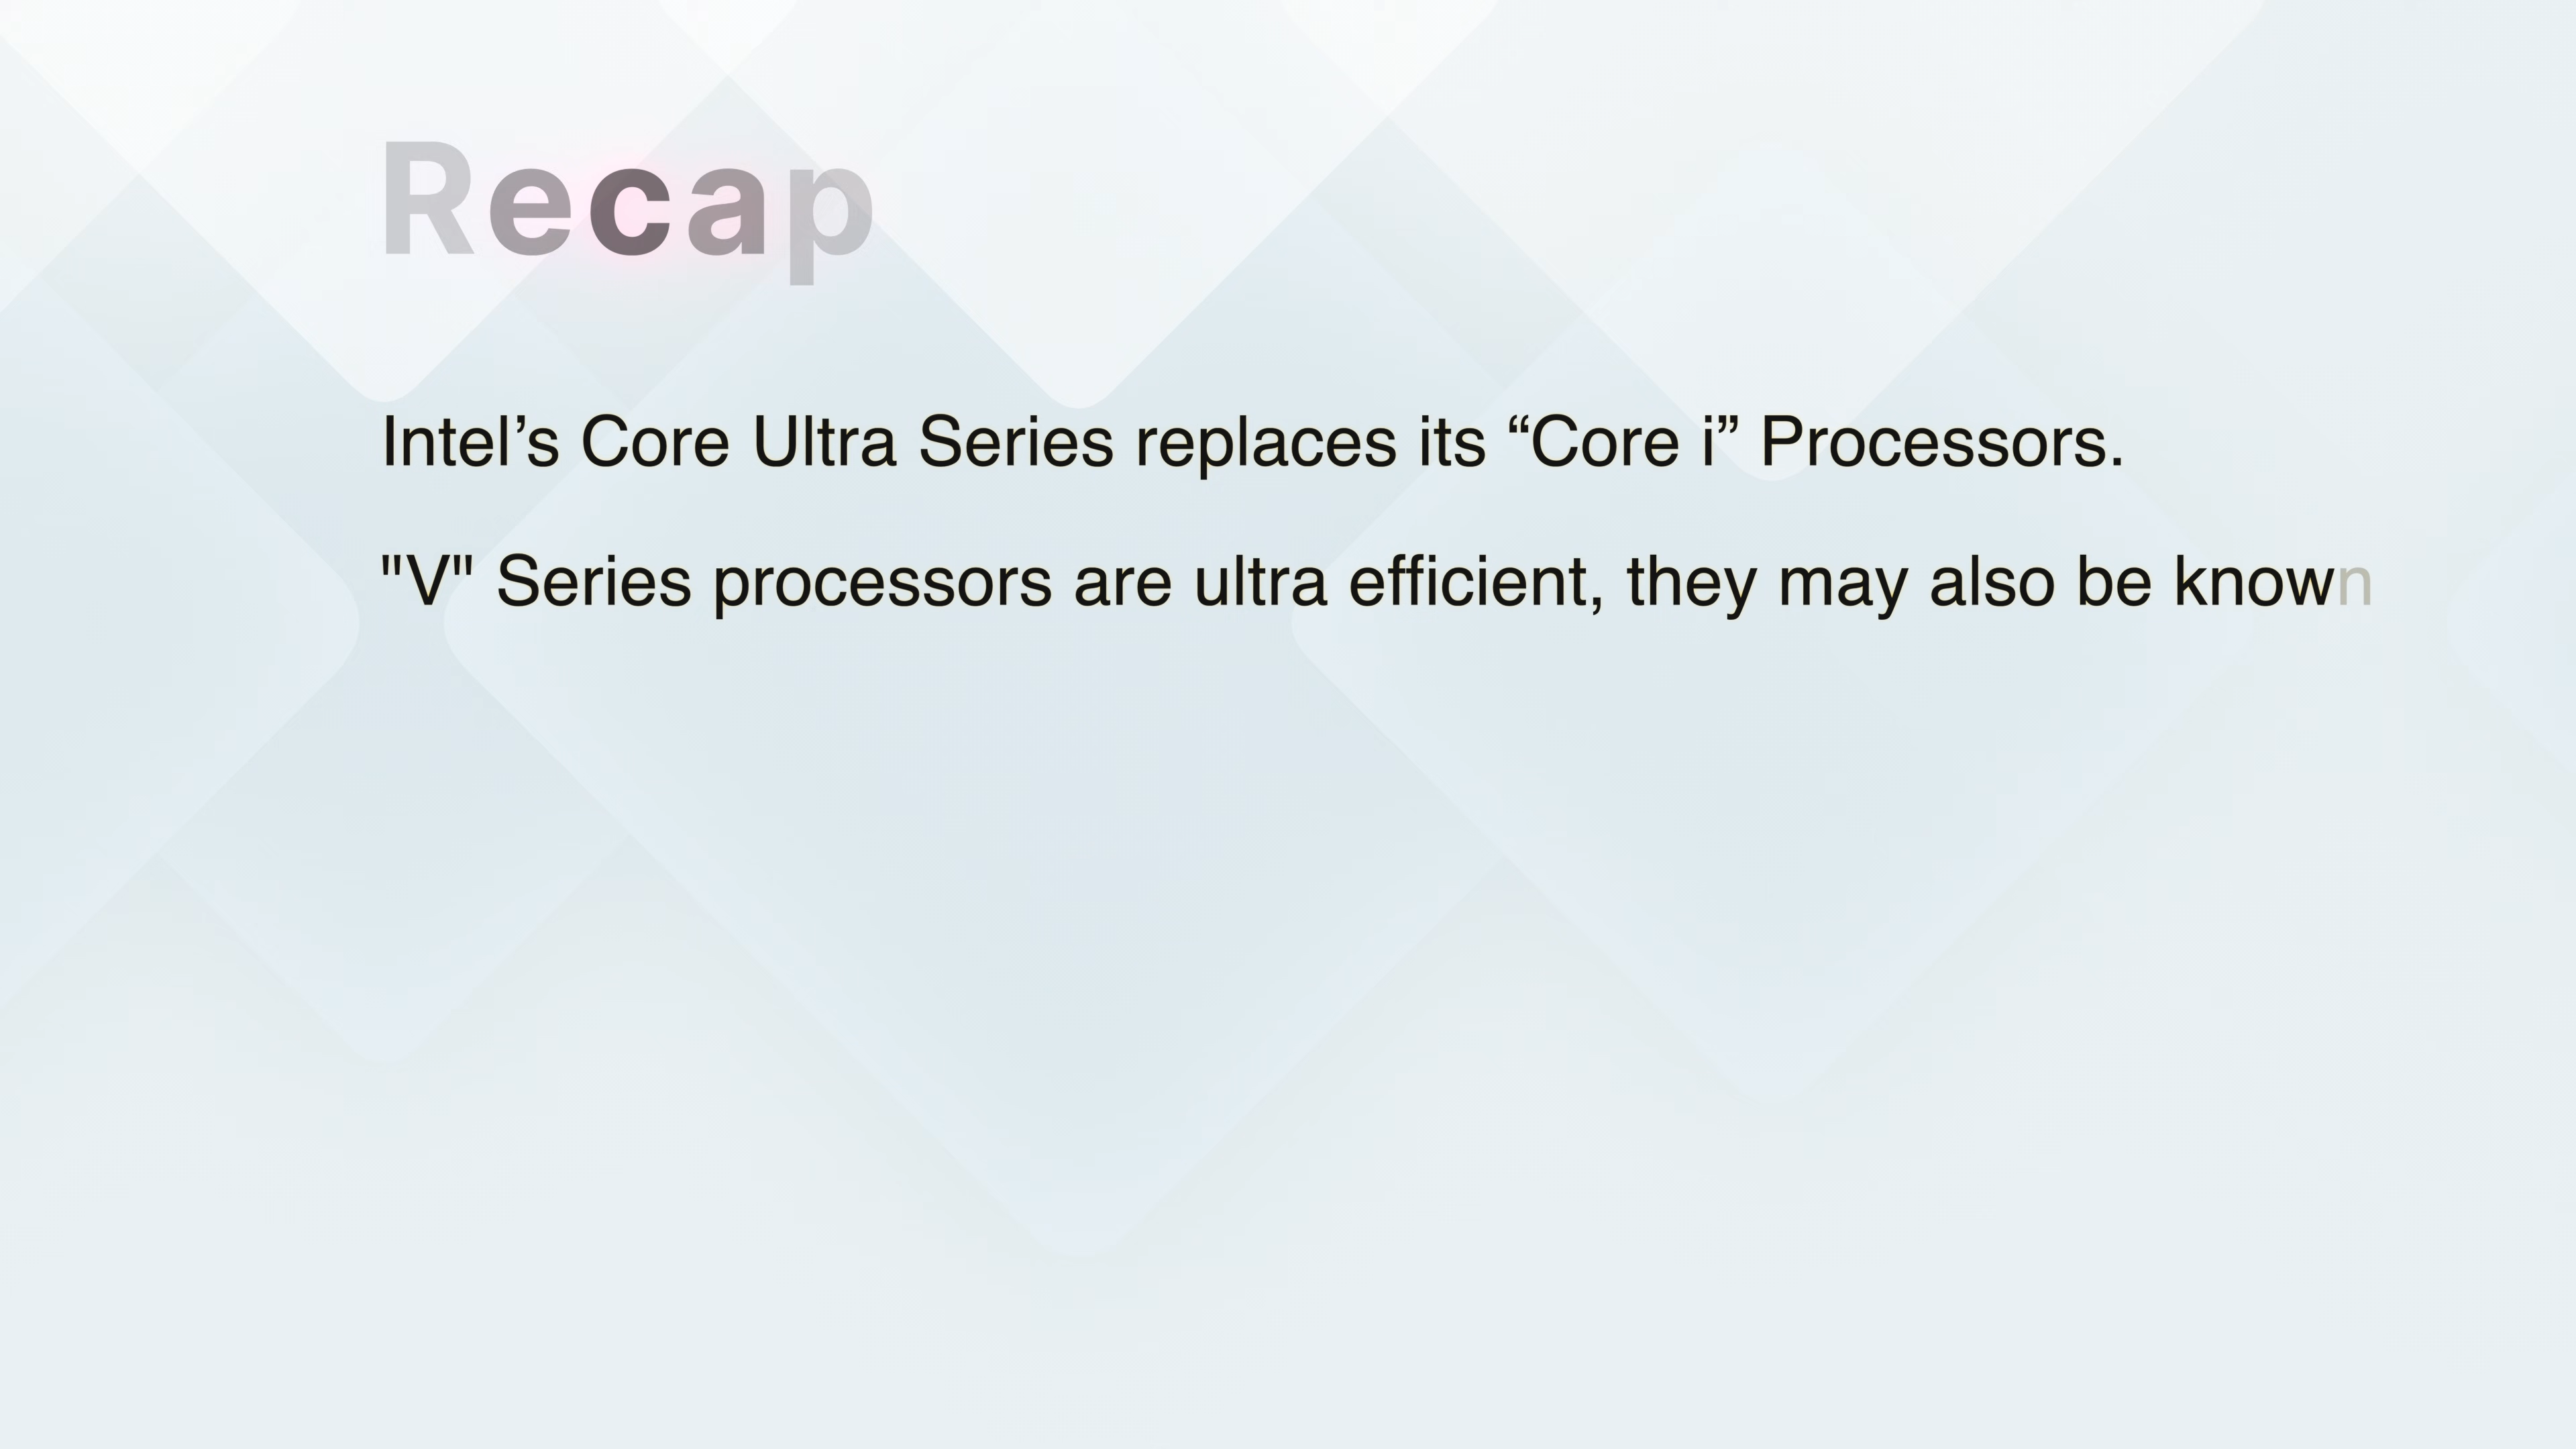 Recap
Intel’s Core Ultra Series replaces its “Core i” Processors.
"V" Series processors are ultra efficient, they may also be known